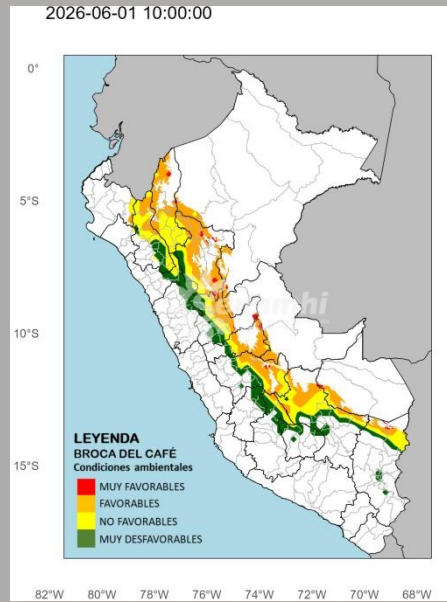 2026-06-01 10:00:00
0°
5°S
10°S
15°S
senamhi
LEYENDA
BROCA DEL CAFÉ
Condiciones ambientales
MUY FAVORABLES
FAVORABLES
NO FAVORABLES
MUY DESFAVORABLES
82°W 80°W 78°W 76°W 74°W 72°W 70°W 68°W